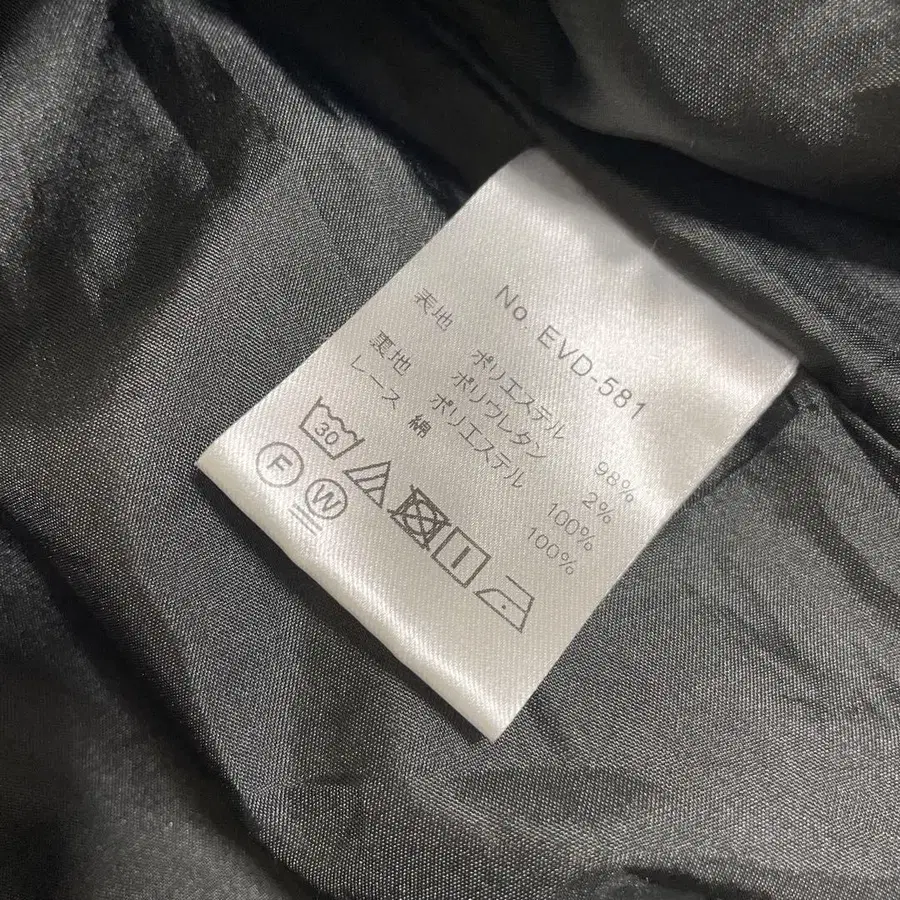 No. EVD-581
表地 ポリエステル 98%
ポリウレタン 2%
裏地 ポリエステル 100%
レース 綿 100%
30
F W